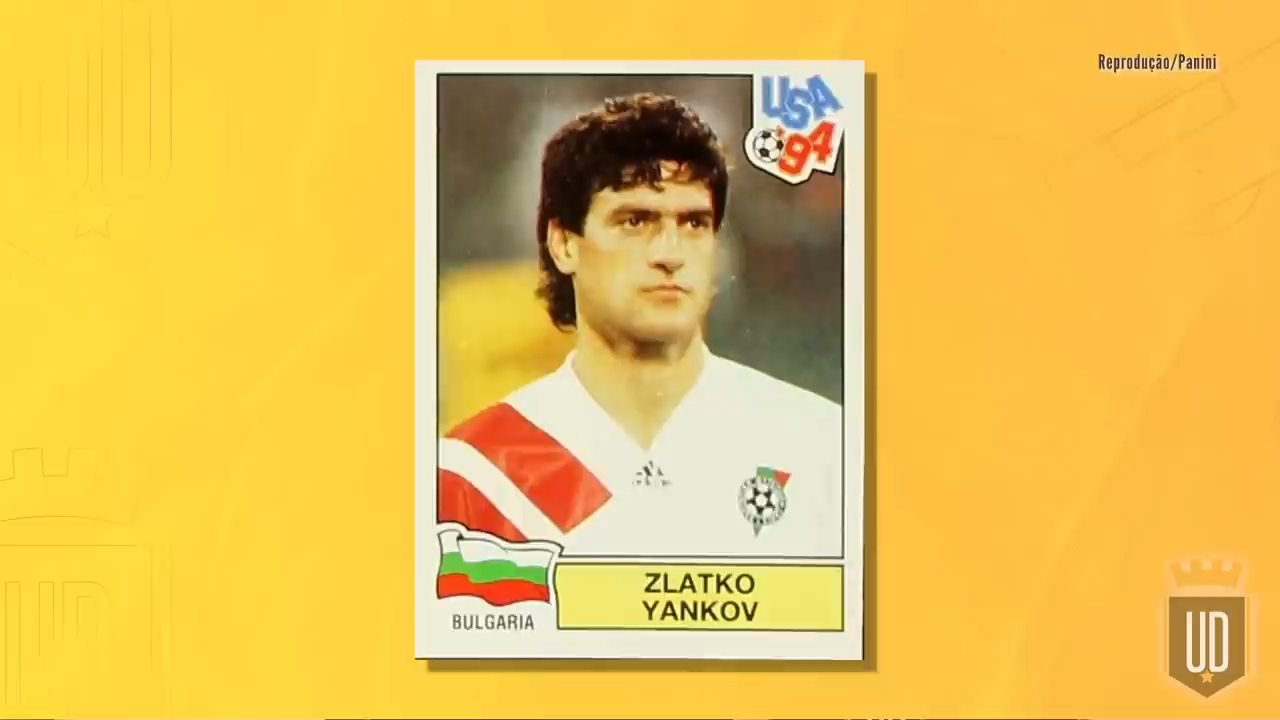 Reprodução/Panini
USA
94
ZLATKO
YANKOV
BULGARIA
UD